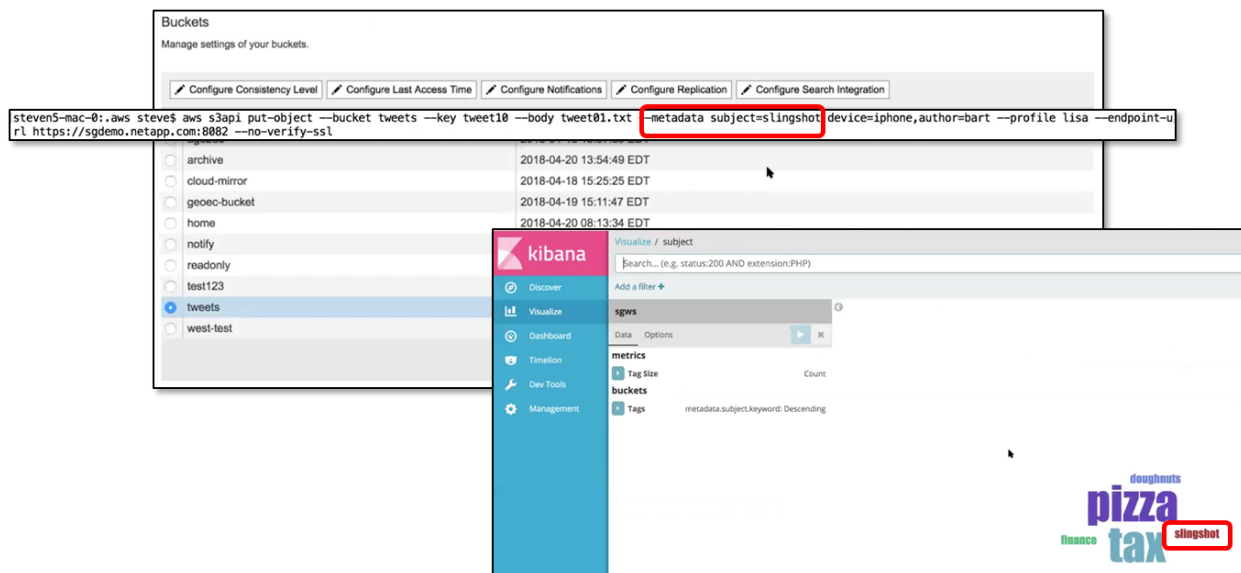 Buckets
Manage settings of your buckets.
Configure Consistency Level Configure Last Access Time Configure Notifications Configure Replication Configure Search Integration
steven5-mac-0:.aws steve$ aws s3api put-object --bucket tweets --key tweet10 --body tweet01.txt --metadata subject=slingshot,device=iphone,author=bart --profile lisa --endpoint-u
rl https://sgdemo.netapp.com:8082 --no-verify-ssl
archive 2018-04-20 13:54:49 EDT
cloud-mirror 2018-04-18 15:25:25 EDT
geoec-bucket 2018-04-19 15:11:47 EDT
home 2018-04-20 08:13:34 EDT
notify
readonly
test123
tweets
west-test
kibana
Discover
Visualize
Dashboard
Timelion
Dev Tools
Management
Visualize / subject
Search... (e.g. status:200 AND extension:PHP)
Add a filter +
sgws
Data Options
metrics
Tag Size Count
buckets
Tags metadata.subject.keyword: Descending
doughnuts
pizza
slingshot
finance
tax